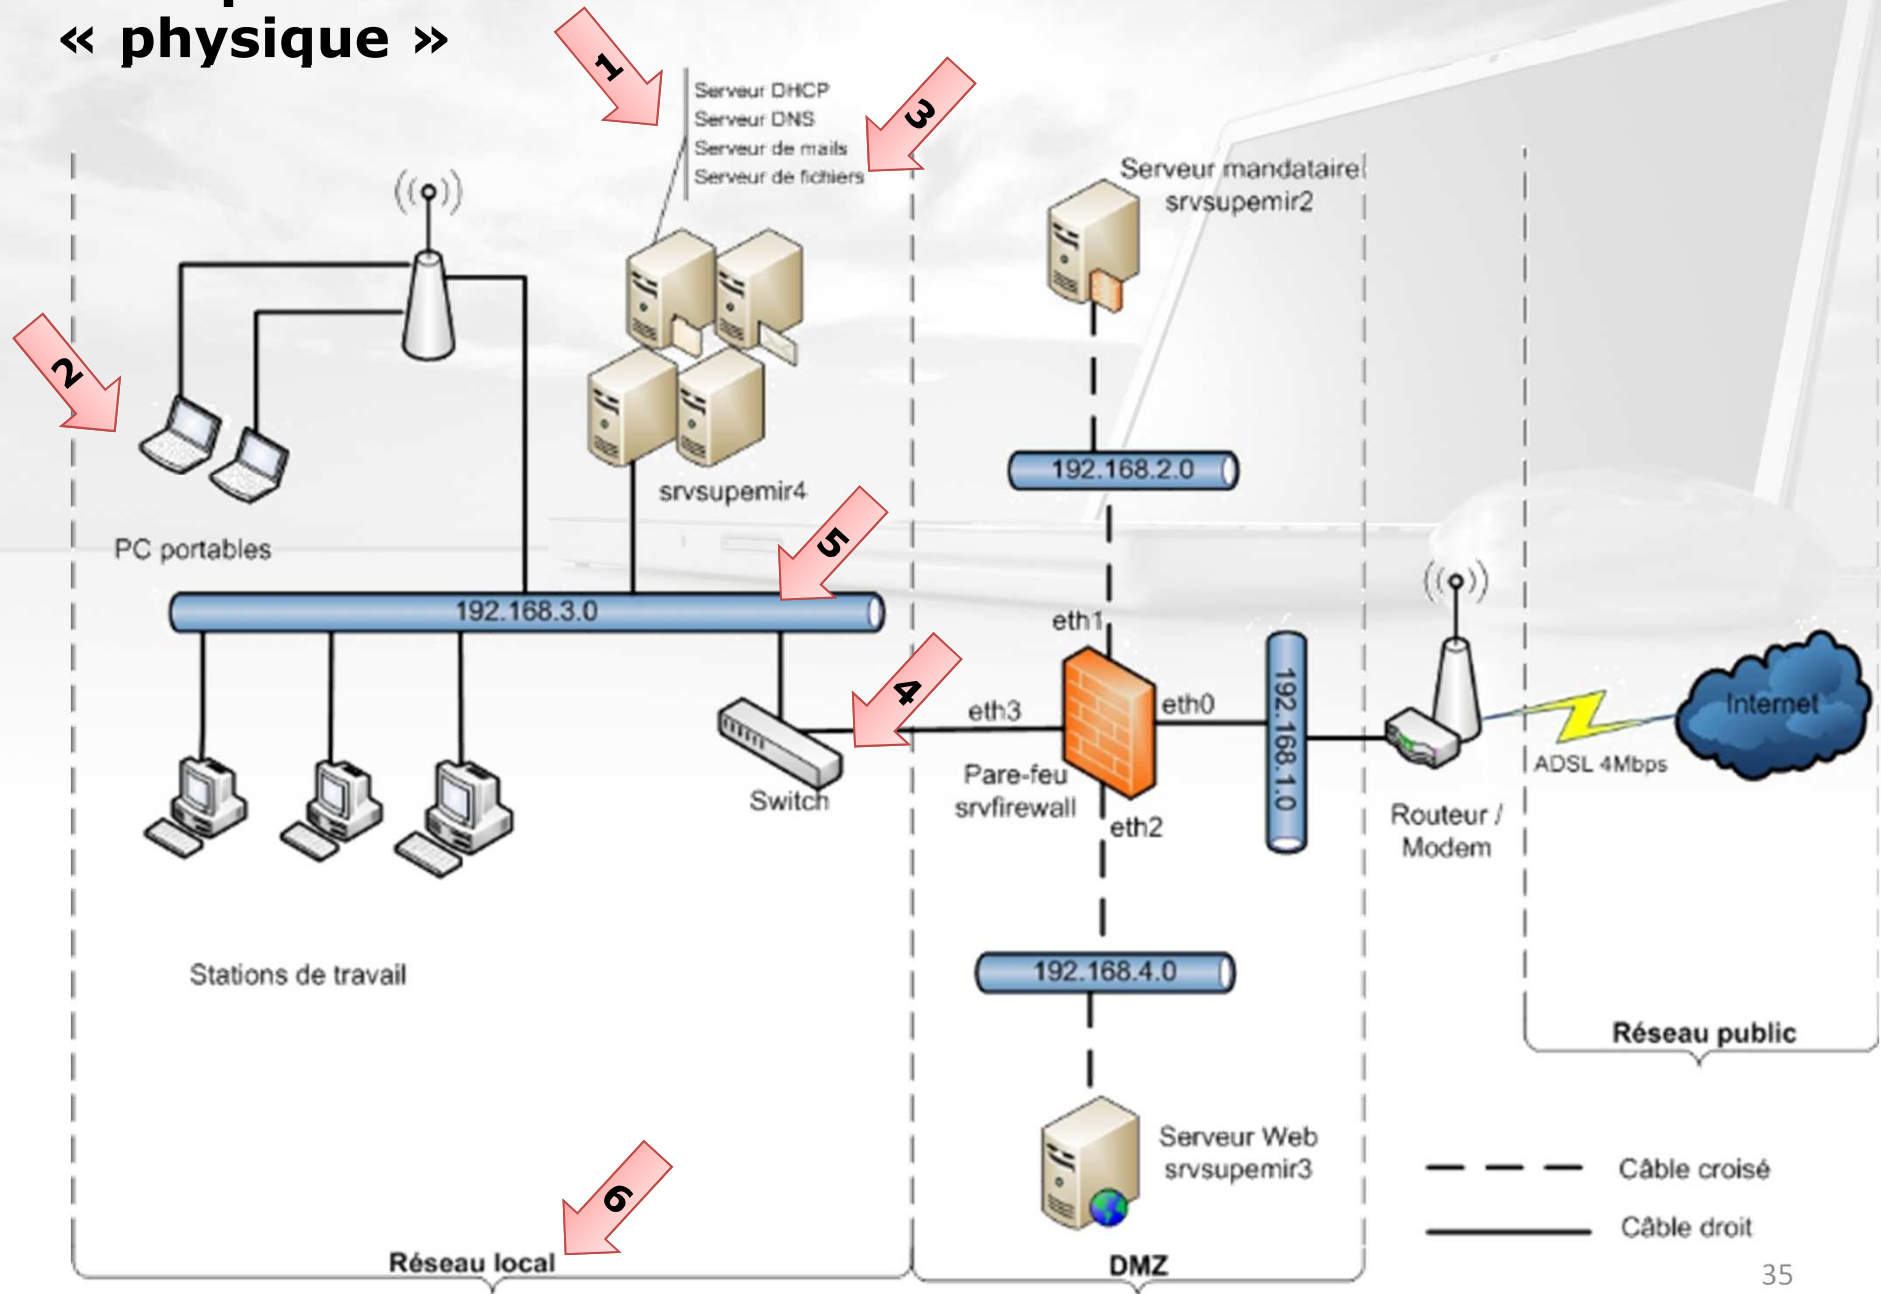 « physique »
1
Serveur DHCP
Serveur DNS
Serveur de mails
Serveur de fichiers
3
Serveur mandataire
srvsupemir2
2
192.168.2.0
srvsupemir4
PC portables
5
192.168.3.0
eth1
4
eth3
eth0
192.168.1.0
Internet
ADSL 4Mbps
Switch
Pare-feu
srvfirewall
eth2
Routeur /
Modem
Stations de travail
192.168.4.0
Réseau public
Serveur Web
srvsupemir3
Câble croisé
Câble droit
6
Réseau local
DMZ
35